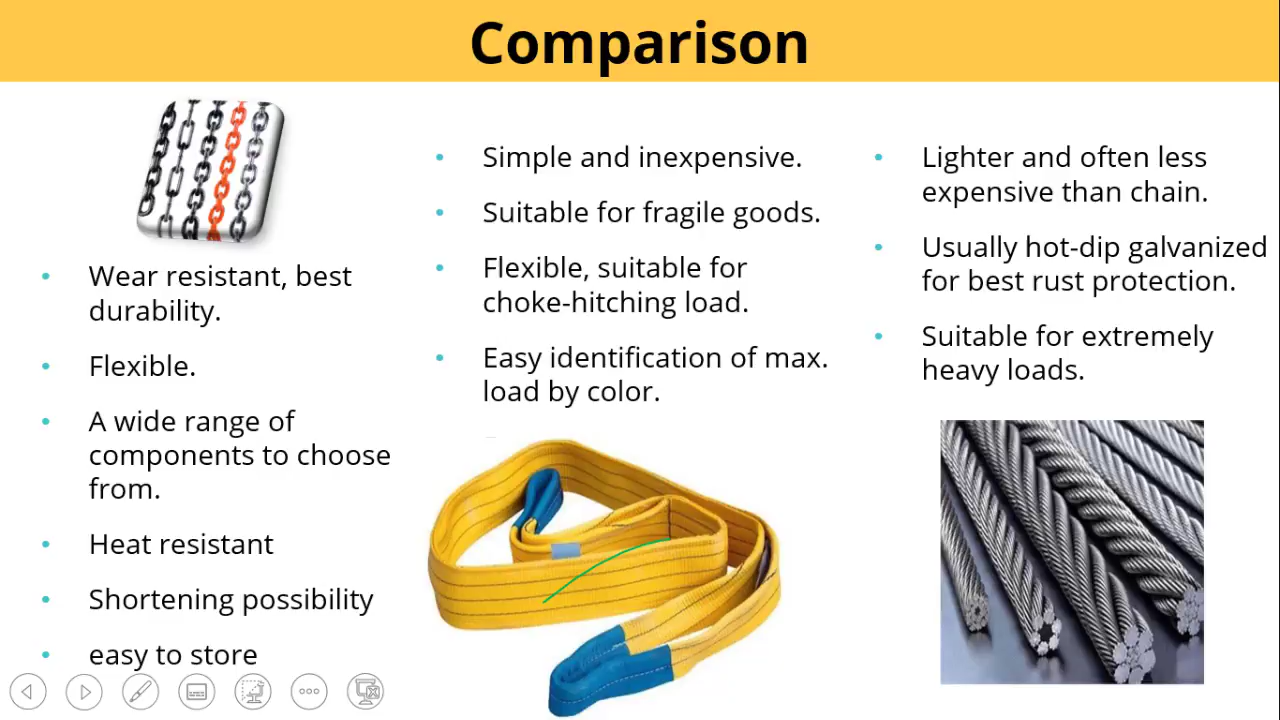 Comparison
Wear resistant, best
durability.
Flexible.
A wide range of
components to choose
from.
Heat resistant
Shortening possibility
easy to store
Simple and inexpensive.
Suitable for fragile goods.
Flexible, suitable for
choke-hitching load.
Easy identification of max.
load by color.
Lighter and often less
expensive than chain.
Usually hot-dip galvanized
for best rust protection.
Suitable for extremely
heavy loads.